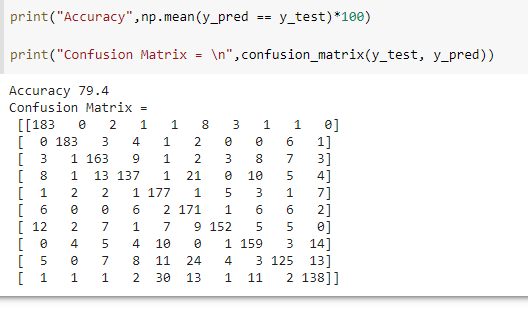 print("Accuracy",np.mean(y_pred == y_test)*100)
print("Confusion Matrix = \n",confusion_matrix(y_test, y_pred))
Accuracy 79.4
Confusion Matrix =
[[183 0 2 1 1 8 3 1 1 0]
[ 0 183 3 4 1 2 0 0 6 1]
[ 3 1 163 9 1 2 3 8 7 3]
[ 8 1 13 137 1 21 0 10 5 4]
[ 1 2 2 1 177 1 5 3 1 7]
[ 6 0 0 6 2 171 1 6 6 2]
[ 12 2 7 1 7 9 152 5 5 0]
[ 0 4 5 4 10 0 1 159 3 14]
[ 5 0 7 8 11 24 4 3 125 13]
[ 1 1 1 2 30 13 1 11 2 138]]